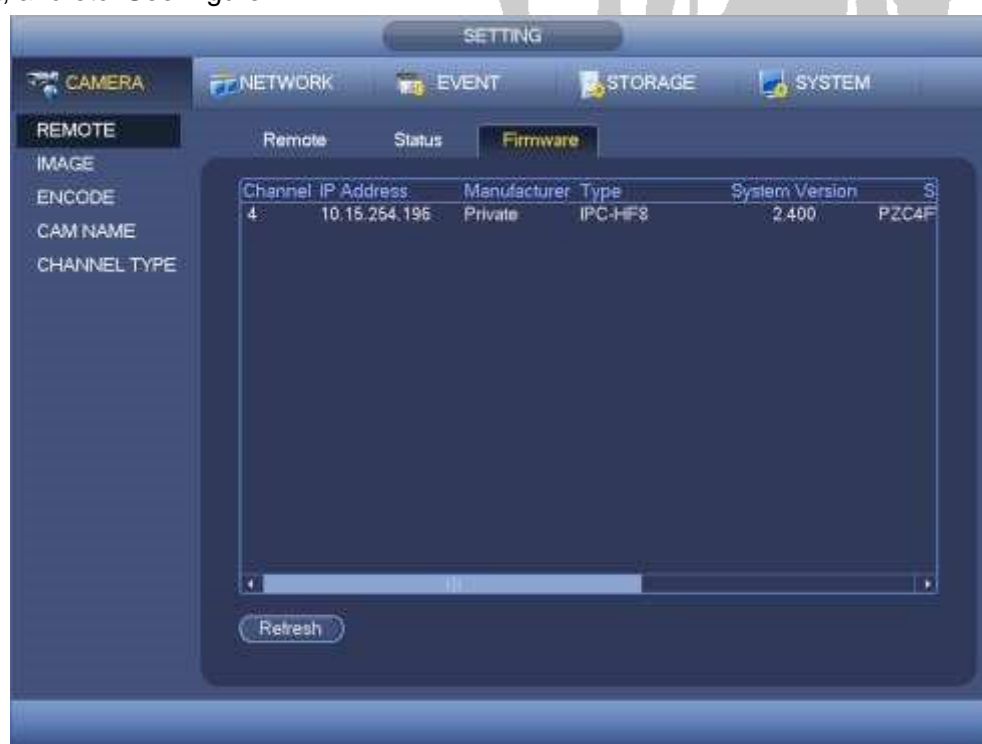 SETTING
CAMERA NETWORK EVENT STORAGE SYSTEM
REMOTE
IMAGE
ENCODE
CAM NAME
CHANNEL TYPE
Remote Status Firmware
Channel IP Address Manufacturer Type System Version S
4 10.15.254.196 Private IPC-HF8 2.400 PZC4F
Refresh